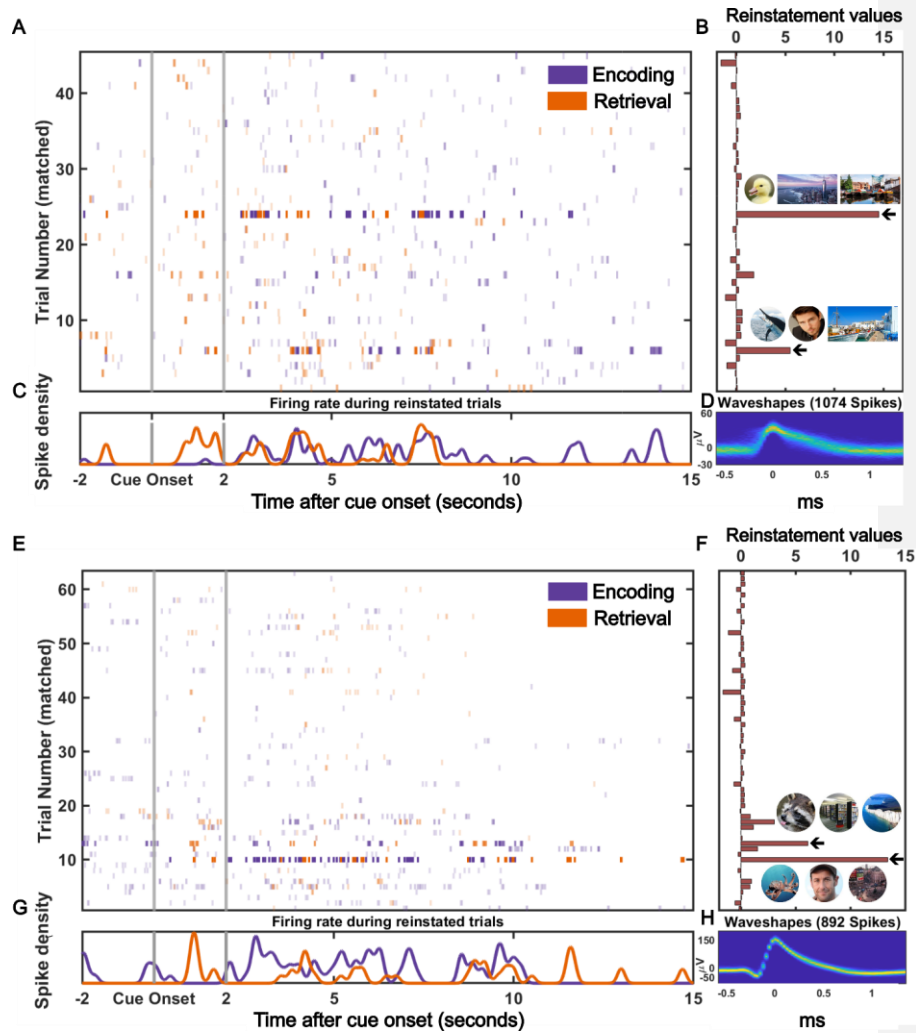 A
B
Reinstatement values
0 5 10 15
Encoding
Retrieval
Trial Number (matched)
40
30
20
10
C
Firing rate during reinstated trials
D
Waveshapes (1074 Spikes)
Spike density
-2 Cue Onset 2 5 10 15
Time after cue onset (seconds)
60
0
-30
µV
-0.5 0 0.5 1
ms
E
F
Reinstatement values
0 5 10 15
Encoding
Retrieval
Trial Number (matched)
60
50
40
30
20
10
G
Firing rate during reinstated trials
H
Waveshapes (892 Spikes)
Spike density
-2 Cue Onset 2 5 10 15
Time after cue onset (seconds)
150
0
-50
µV
-0.5 0 0.5 1
ms